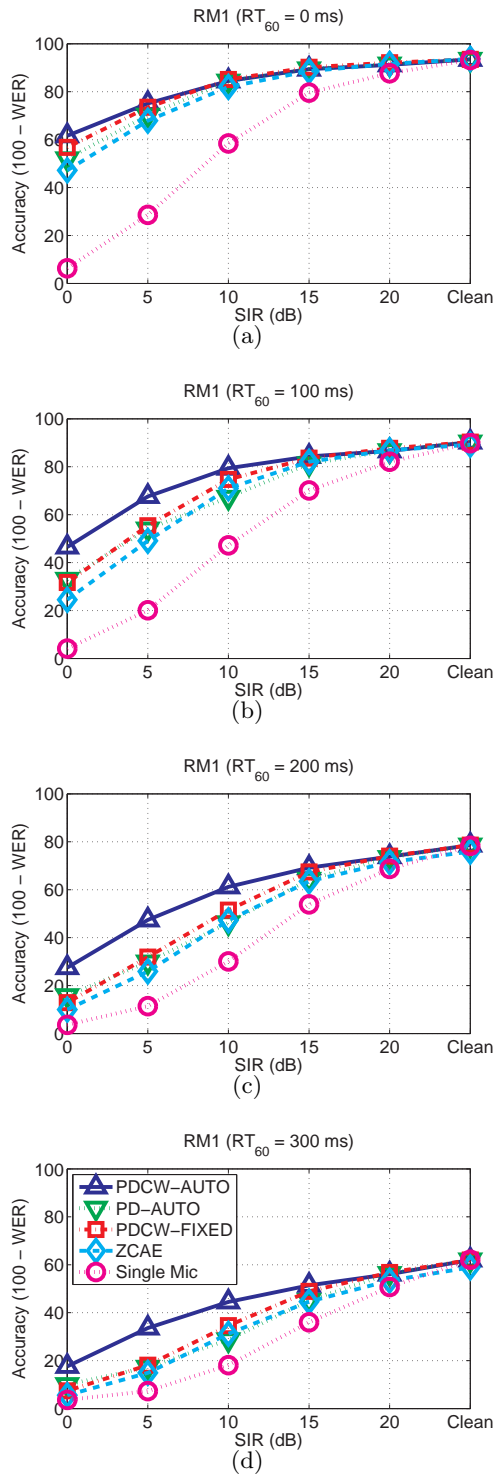 RM1 (RT60 = 0 ms)
Accuracy (100 − WER)
100
80
60
40
20
0
0 5 10 15 20 Clean
SIR (dB)
(a)
RM1 (RT60 = 100 ms)
Accuracy (100 − WER)
100
80
60
40
20
0
0 5 10 15 20 Clean
SIR (dB)
(b)
RM1 (RT60 = 200 ms)
Accuracy (100 − WER)
100
80
60
40
20
0
0 5 10 15 20 Clean
SIR (dB)
(c)
RM1 (RT60 = 300 ms)
Accuracy (100 − WER)
100
80
60
40
20
0
PDCW−AUTO
PD−AUTO
PDCW−FIXED
ZCAE
Single Mic
0 5 10 15 20 Clean
SIR (dB)
(d)